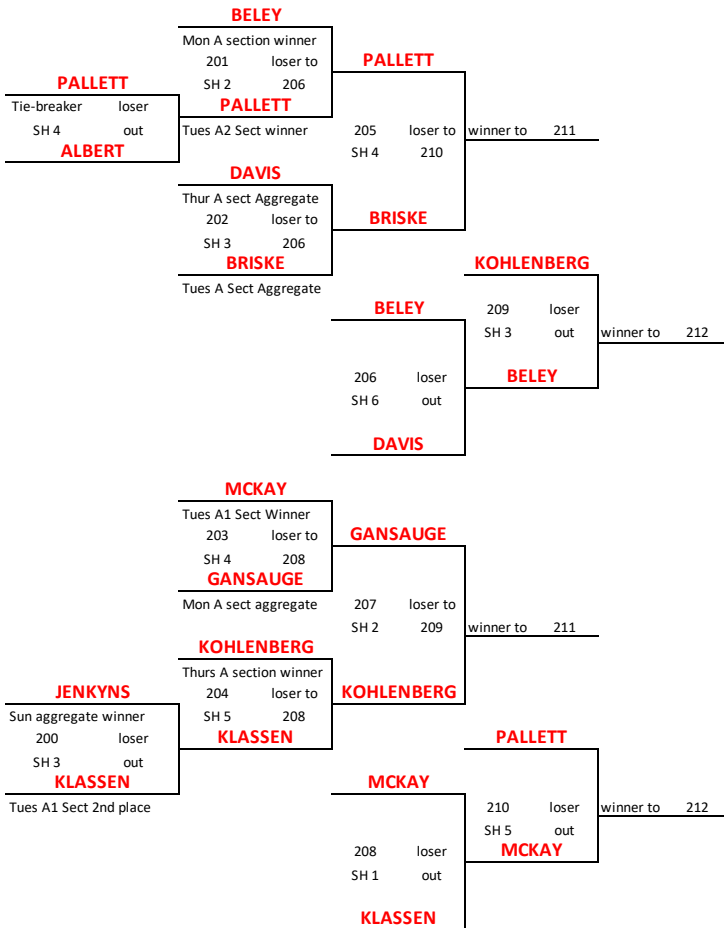 BELEY
Mon A section winner
201 loser to
SH 2 206
PALLETT
PALLETT
Tie-breaker loser
SH 4 out
ALBERT
PALLETT
Tues A2 Sect winner
205 loser to
SH 4 210
winner to 211
DAVIS
Thur A sect Aggregate
202 loser to
SH 3 206
BRISKE
BRISKE
Tues A Sect Aggregate
KOHLENBERG
BELEY
209 loser
SH 3 out
winner to 212
206 loser
SH 6 out
BELEY
DAVIS
MCKAY
Tues A1 Sect Winner
203 loser to
SH 4 208
GANSAUGE
GANSAUGE
Mon A sect aggregate
207 loser to
SH 2 209
winner to 211
KOHLENBERG
Thurs A section winner
204 loser to
SH 5 208
KOHLENBERG
JENKYNS
Sun aggregate winner
200 loser
SH 3 out
KLASSEN
KLASSEN
Tues A1 Sect 2nd place
PALLETT
MCKAY
210 loser
SH 5 out
winner to 212
MCKAY
208 loser
SH 1 out
KLASSEN